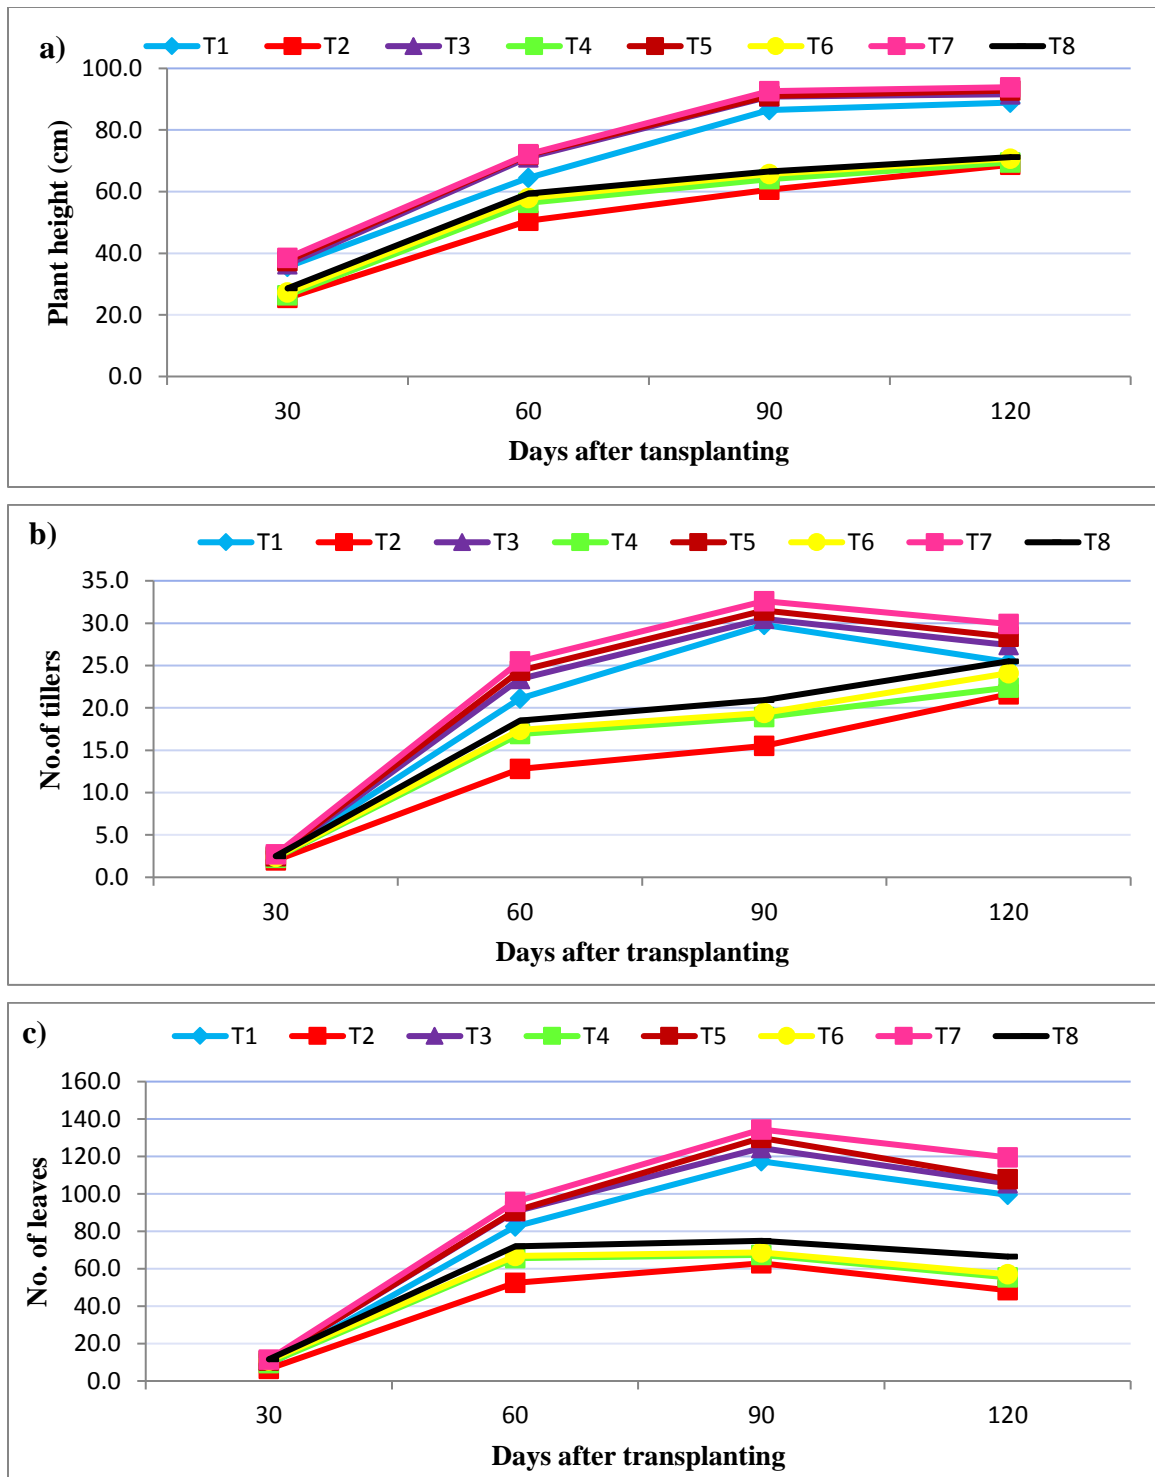 a)
T1 T2 T3 T4 T5 T6 T7 T8
100.0
80.0
60.0
40.0
20.0
0.0
Plant height (cm)
30 60 90 120
Days after tansplanting
b)
T1 T2 T3 T4 T5 T6 T7 T8
35.0
30.0
25.0
20.0
15.0
10.0
5.0
0.0
No.of tillers
30 60 90 120
Days after transplanting
c)
T1 T2 T3 T4 T5 T6 T7 T8
160.0
140.0
120.0
100.0
80.0
60.0
40.0
20.0
0.0
No. of leaves
30 60 90 120
Days after transplanting